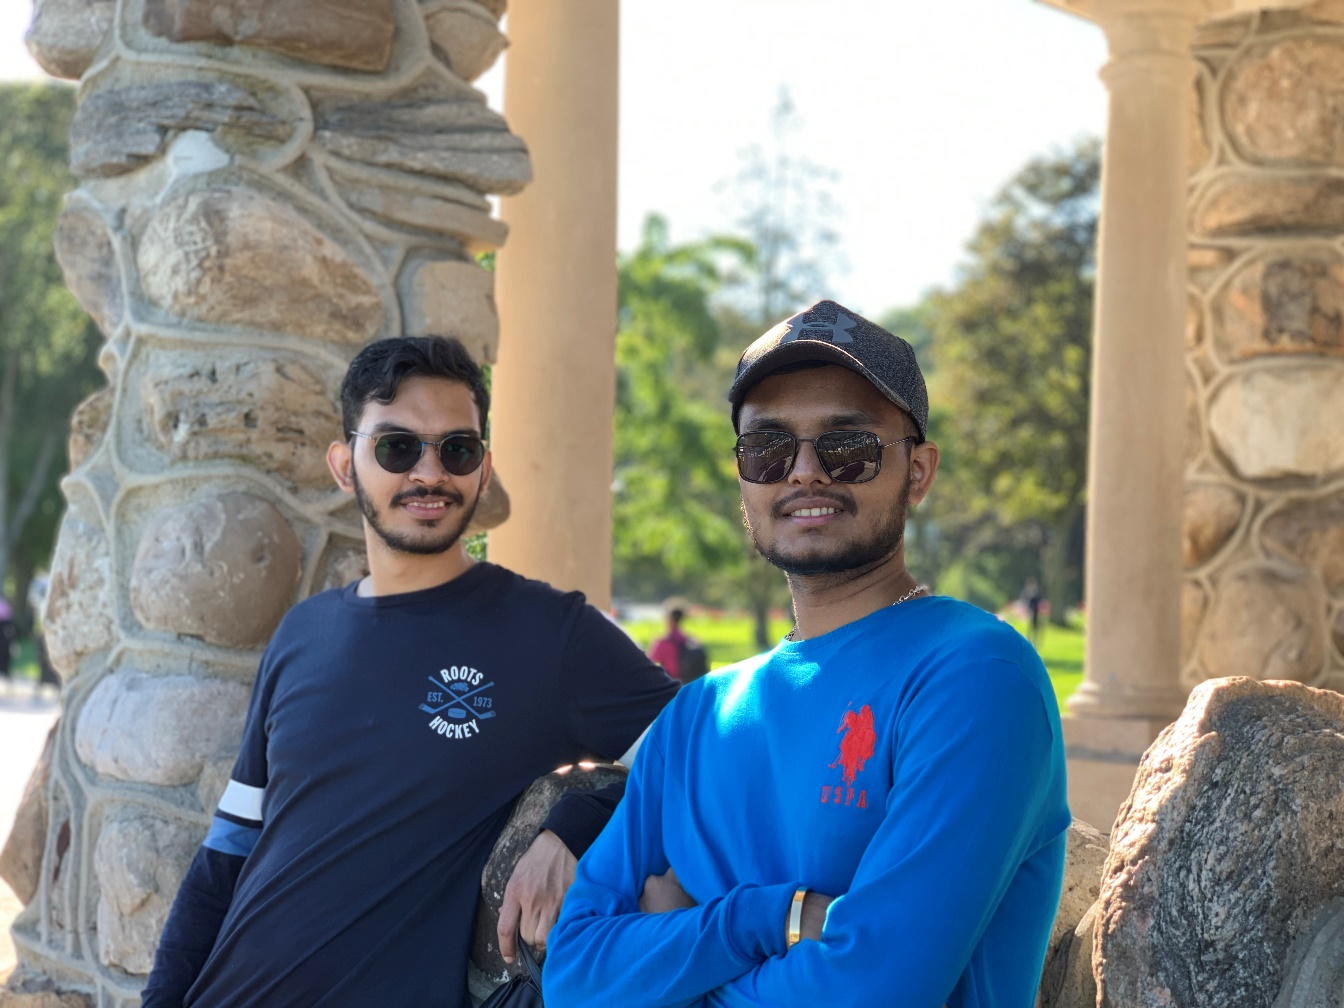 ROOTS
EST. 1973
HOCKEY
USPA